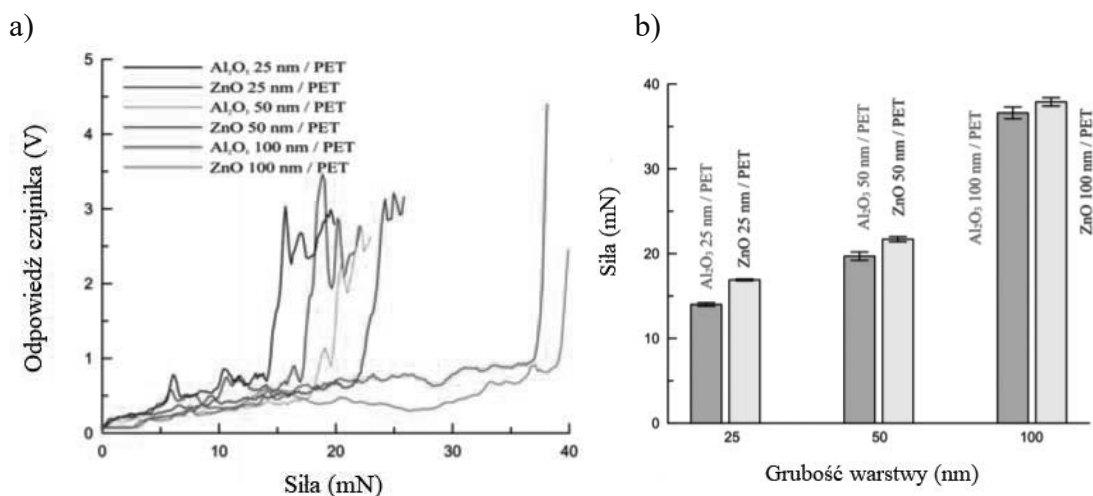 a)
Odpowiedź czujnika (V)
5
4
3
2
1
0
Al₂O₃ 25 nm / PET
ZnO 25 nm / PET
Al₂O₃ 50 nm / PET
ZnO 50 nm / PET
Al₂O₃ 100 nm / PET
ZnO 100 nm / PET
0 10 20 30 40
Siła (mN)
b)
Siła (mN)
40
30
20
10
0
Al₂O₃ 25 nm / PET
ZnO 25 nm / PET
Al₂O₃ 50 nm / PET
ZnO 50 nm / PET
Al₂O₃ 100 nm / PET
ZnO 100 nm / PET
25 50 100
Grubość warstwy (nm)